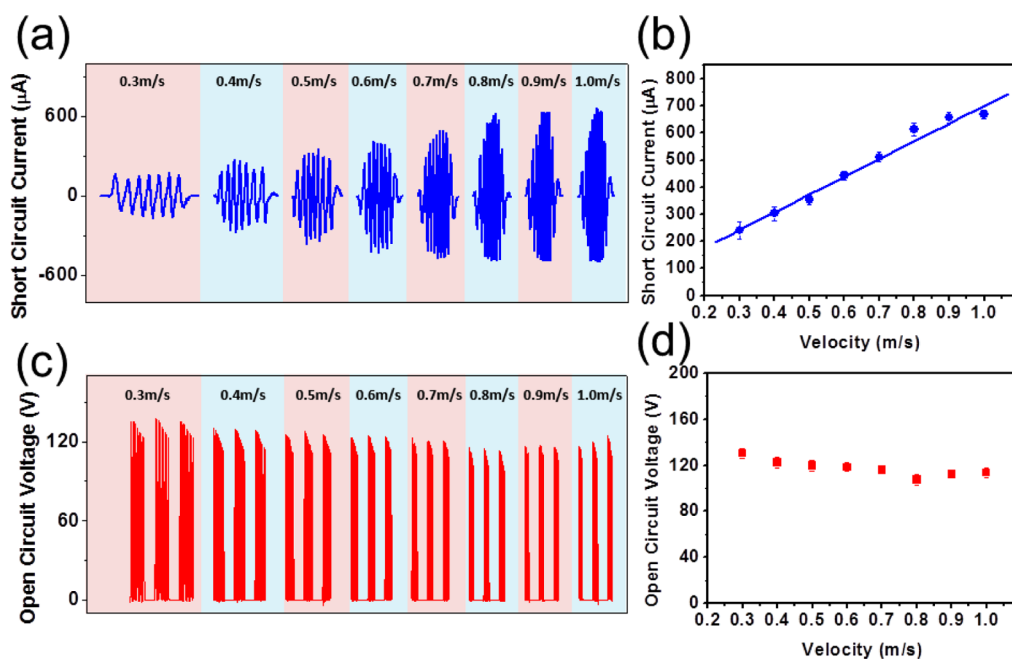 (a)
Short Circuit Current (μA)
600
0
-600
0.3m/s 0.4m/s 0.5m/s 0.6m/s 0.7m/s 0.8m/s 0.9m/s 1.0m/s
(b)
Short Circuit Current (μA)
800
700
600
500
400
300
200
100
0
0.2 0.3 0.4 0.5 0.6 0.7 0.8 0.9 1.0
Velocity (m/s)
(c)
Open Circuit Voltage (V)
120
60
0
0.3m/s 0.4m/s 0.5m/s 0.6m/s 0.7m/s 0.8m/s 0.9m/s 1.0m/s
(d)
Open Circuit Voltage (V)
200
160
120
80
40
0
0.2 0.3 0.4 0.5 0.6 0.7 0.8 0.9 1.0
Velocity (m/s)